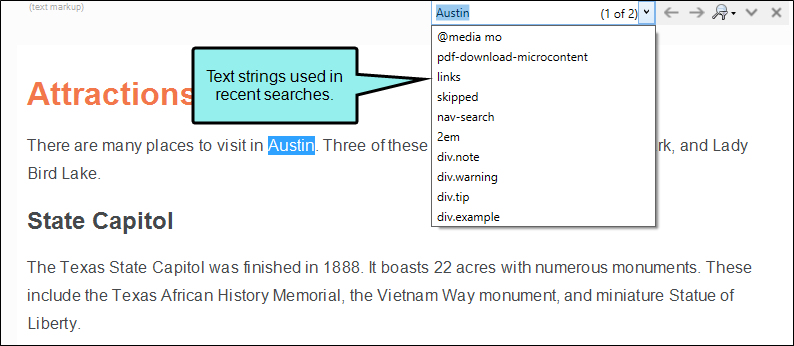 (text markup)
Austin (1 of 2)
@media mo
pdf-download-microcontent
links
skipped
nav-search
2em
div.note
div.warning
div.tip
div.example
Text strings used in
recent searches.
Attractions
There are many places to visit in Austin. Three of these rk, and Lady
Bird Lake.
State Capitol
The Texas State Capitol was finished in 1888. It boasts 22 acres with numerous monuments. These
include the Texas African History Memorial, the Vietnam Way monument, and miniature Statue of
Liberty.